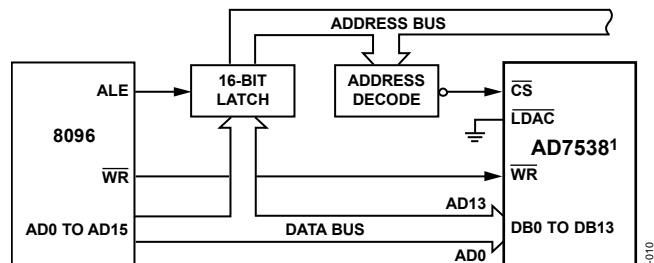 ADDRESS BUS
ALE
16-BIT
LATCH
ADDRESS
DECODE
CS
LDAC
8096
AD7538¹
WR
WR
AD13
AD0 TO AD15
DATA BUS
DB0 TO DB13
AD0
-010